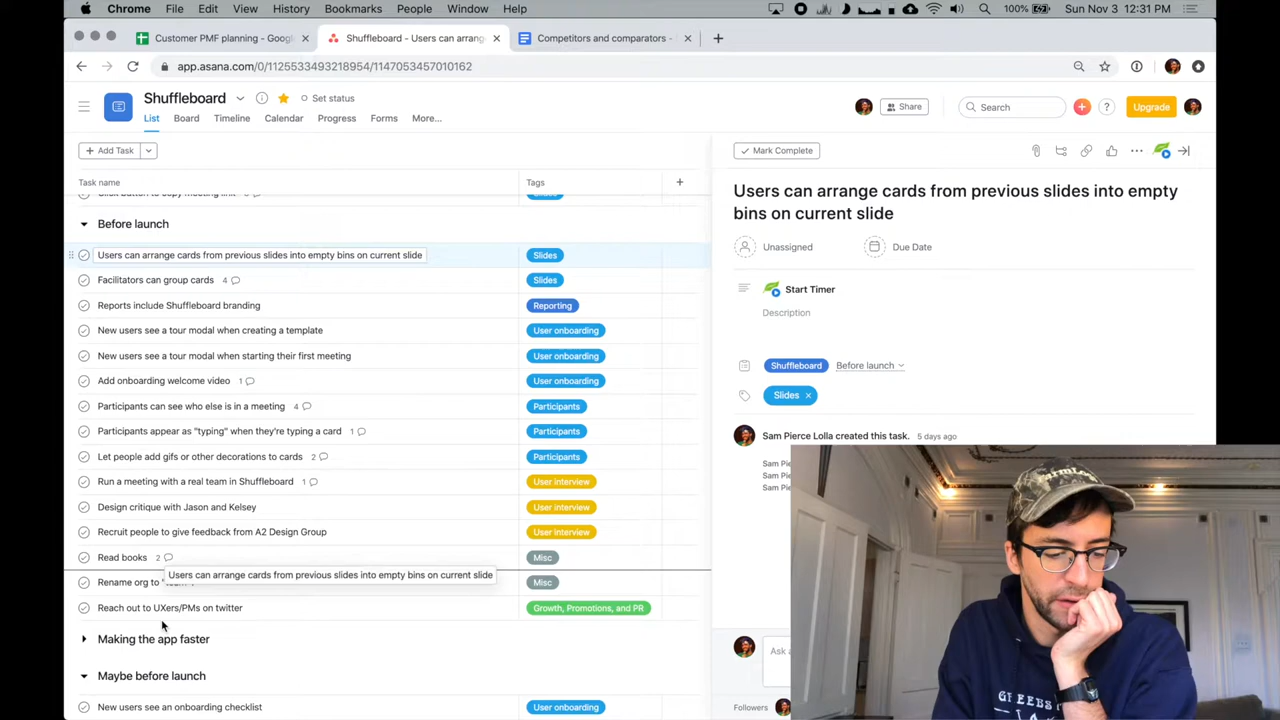 Chrome File Edit View History Bookmarks People Window Help 100% Sun Nov 3 12:31 PM
Customer PMF planning - Googl × Shuffleboard - Users can arrang × Competitors and comparators - × +
app.asana.com/0/1125533493218954/1147053457010162
Shuffleboard Set status
Share Search + ? Upgrade
List Board Timeline Calendar Progress Forms More...
+ Add Task
Mark Complete
Task name Tags +
Before launch
Users can arrange cards from previous slides into empty bins on current slide Slides
Facilitators can group cards 4 Slides
Reports include Shuffleboard branding Reporting
New users see a tour modal when creating a template User onboarding
New users see a tour modal when starting their first meeting User onboarding
Add onboarding welcome video 1 User onboarding
Participants can see who else is in a meeting 4 Participants
Participants appear as "typing" when they're typing a card 1 Participants
Let people add gifs or other decorations to cards 2 Participants
Run a meeting with a real team in Shuffleboard 1 User interview
Design critique with Jason and Kelsey User interview
Recruit people to give feedback from A2 Design Group User interview
Read books 2 Misc
Users can arrange cards from previous slides into empty bins on current slide
Rename org to Misc
Reach out to UXers/PMs on twitter Growth, Promotions, and PR
Making the app faster
Maybe before launch
New users see an onboarding checklist User onboarding
Users can arrange cards from previous slides into empty
bins on current slide
Unassigned Due Date
Start Timer
Description
Shuffleboard Before launch
Slides ×
Sam Pierce Lolla created this task. 5 days ago
Sam Pie
Sam Pie
Sam Pie
Ask a
Followers